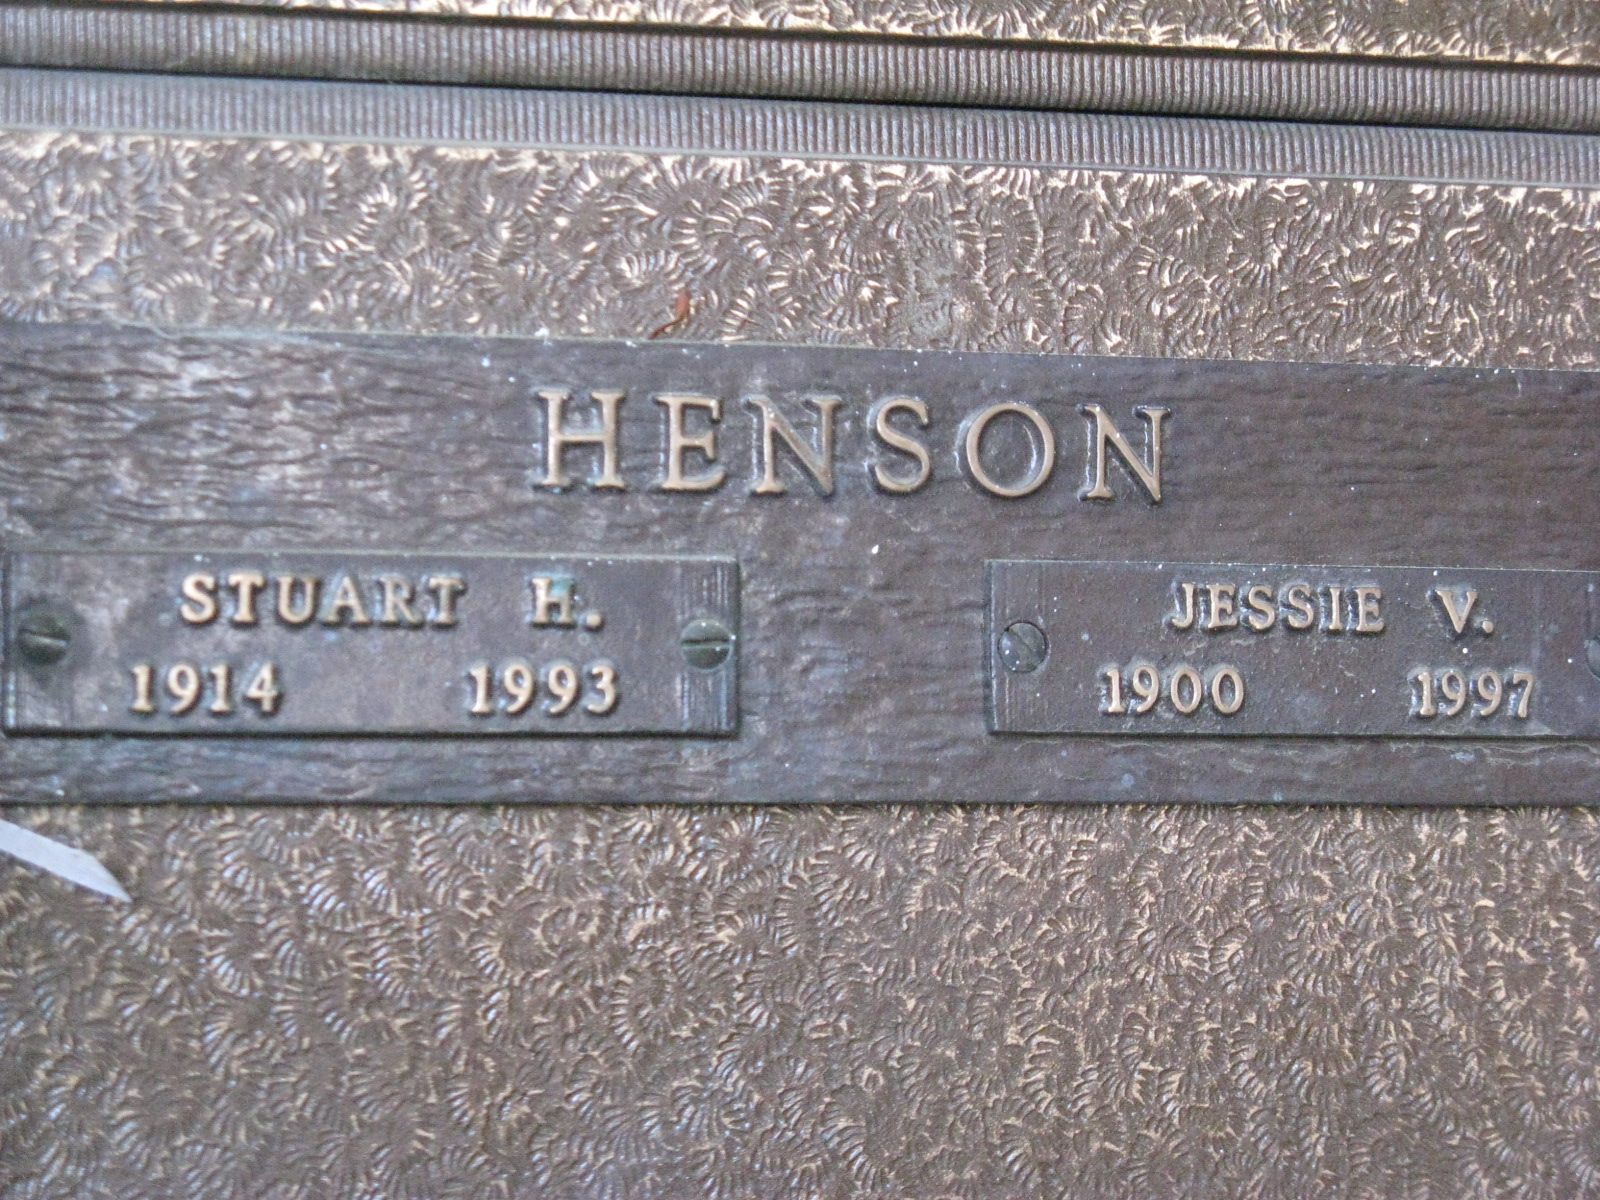 HENSON
STUART H.
1914 1993
JESSIE V.
1900 1997